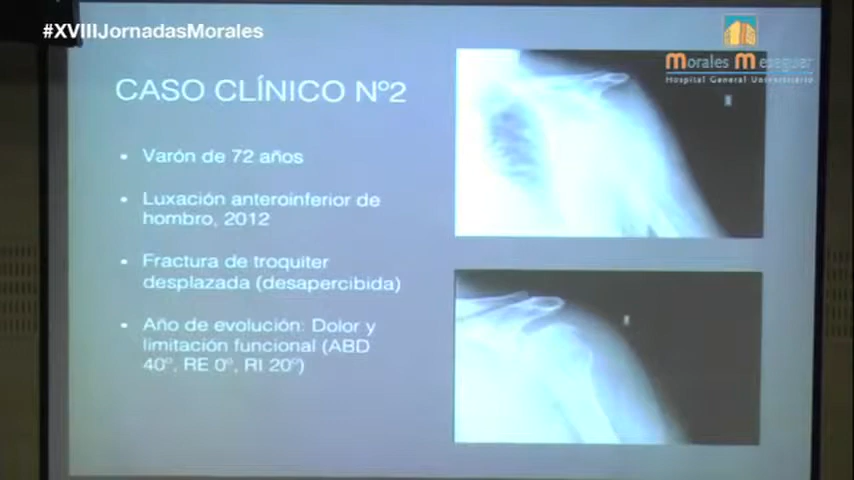 #XVIIIJornadasMorales
Morales Meseguer
Hospital General Universitario
CASO CLÍNICO Nº2
• Varón de 72 años
• Luxación anteroinferior de
hombro, 2012
• Fractura de troquiter
desplazada (desapercibida)
• Año de evolución: Dolor y
limitación funcional (ABD
40º, RE 0º, RI 20º)